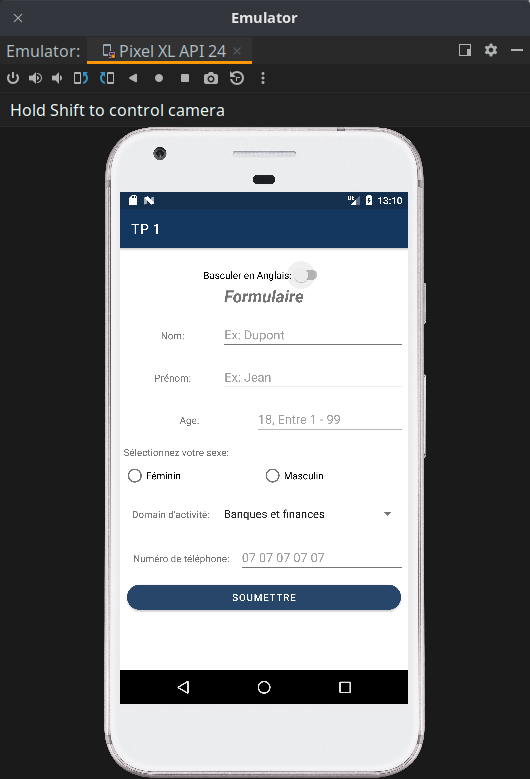 Emulator
Emulator: Pixel XL API 24
Hold Shift to control camera
13:10
TP 1
Basculer en Anglais:
Formulaire
Nom: Ex: Dupont
Prénom: Ex: Jean
Age: 18, Entre 1 - 99
Sélectionnez votre sexe:
Féminin Masculin
Domain d'activité: Banques et finances
Numéro de téléphone: 07 07 07 07 07
SOUMETTRE